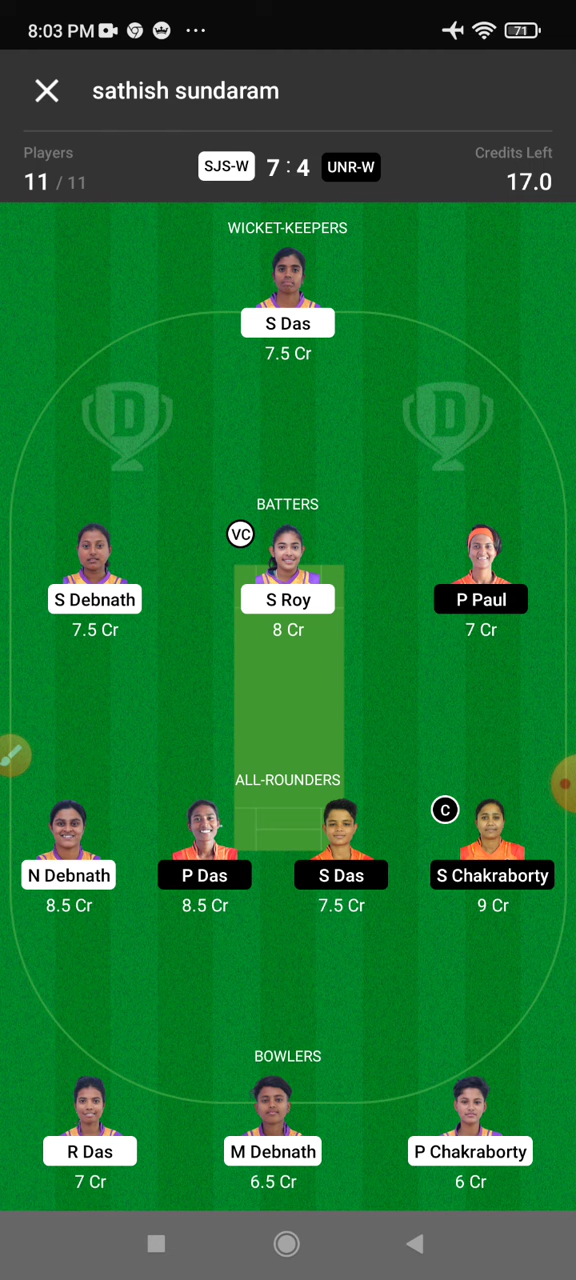 8:03 PM
71
sathish sundaram
Players
11 / 11
SJS-W 7 : 4 UNR-W
Credits Left
17.0
WICKET-KEEPERS
S Das
7.5 Cr
D D
BATTERS
VC
S Debnath S Roy P Paul
7.5 Cr 8 Cr 7 Cr
ALL-ROUNDERS
C
N Debnath P Das S Das S Chakraborty
8.5 Cr 8.5 Cr 7.5 Cr 9 Cr
BOWLERS
R Das M Debnath P Chakraborty
7 Cr 6.5 Cr 6 Cr